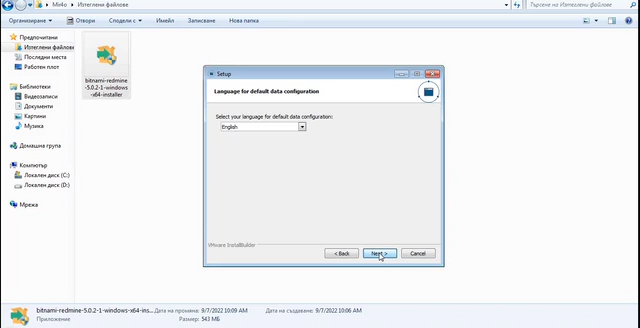 Min4o ▸ Изтеглени файлове
Търсене на Изтеглени файлове
Организиране
Отвори
Сподели с
Имейл
Записване
Нова папка
Предпочитани
Изтеглени файлове
Последни места
Работен плот
Библиотеки
Видеозаписи
Документи
Картини
Музика
Домашна група
Компютър
Локален диск (C:)
Локален диск (D:)
Мрежа
bitnami-redmine
-5.0.2-1-windows
-x64-installer
Setup
Language for default data configuration
Select your language for default data configuration:
English
VMware InstallBuilder
< Back
Next >
Cancel
bitnami-redmine-5.0.2-1-windows-x64-ins...
Дата на промяна: 9/7/2022 10:09 AM
Дата на създаване: 9/7/2022 10:06 AM
Приложение
Размер: 543 МБ